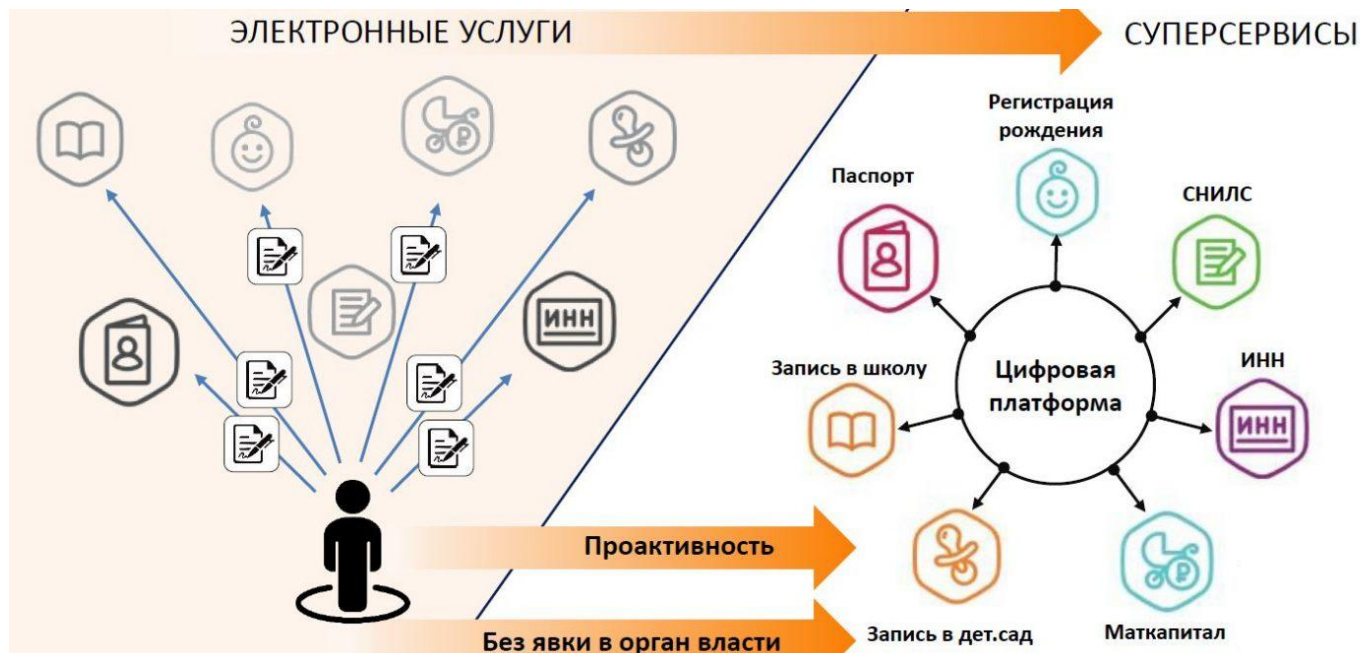 ЭЛЕКТРОННЫЕ УСЛУГИ
СУПЕРСЕРВИСЫ
ИНН
Регистрация
рождения
Паспорт
СНИЛС
Запись в школу
Цифровая
платформа
ИНН
ИНН
Запись в дет.сад
Маткапитал
Проактивность
Без явки в орган власти